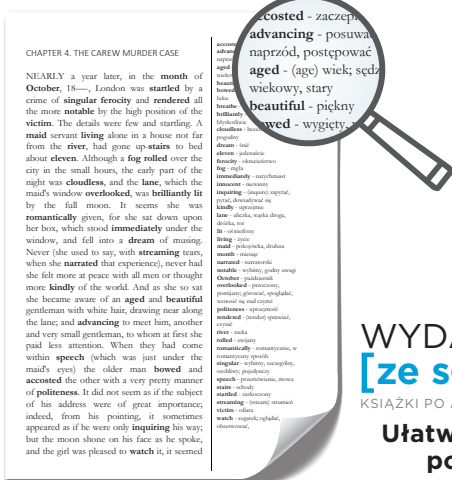 CHAPTER 4. THE CAREW MURDER CASE
NEARLY a year later, in the month of
October, 18—–, London was startled by a
crime of singular ferocity and rendered all
the more notable by the high position of the
victim. The details were few and startling. A
maid servant living alone in a house not far
from the river, had gone up-stairs to bed
about eleven. Although a fog rolled over the
city in the small hours, the early part of the
night was cloudless, and the lane, which the
maid's window overlooked, was brilliantly lit
by the full moon. It seems she was
romantically given, for she sat down upon
her box, which stood immediately under the
window, and fell into a dream of musing.
Never (she used to say, with streaming tears,
when she narrated that experience), never had
she felt more at peace with all men or thought
more kindly of the world. And as she so sat
she became aware of an aged and beautiful
gentleman with white hair, drawing near along
the lane; and advancing to meet him, another
and very small gentleman, to whom at first she
paid less attention. When they had come
within speech (which was just under the
maid's eyes) the older man bowed and
accosted the other with a very pretty manner
of politeness. It did not seem as if the subject
of his address were of great importance;
indeed, from his pointing, it sometimes
appeared as if he were only inquiring his way;
but the moon shone on his face as he spoke,
and the girl was pleased to watch it, it seemed
accosted - zaczepi
advancing - posuwa
naprzód, postępować
aged - (age) wiek; sędz
wiekowy, stary
beautiful - piękny
bowed - wygięty,
cloudless -
pogodny
dream - śnić
eleven - jedenaście
ferocity - okrucieństwo
fog - mgła
immediately - natychmiast
innocent - niewinny
inquiring - (inquire) zapytać,
pytać, dowiadywać się
kindly - uprzejmie
lane - uliczka, wąska droga,
dróżka, tor
lit - oświetlony
living - życie
maid - pokojówka, druhna
month - miesiąc
narrated - narratorski
notable - wybitny, godny uwagi
October - październik
overlooked - przeoczony,
pomijany; górować, spoglądać,
wznosić się nad czymś
politeness - uprzejmość
rendered - (render) sprawiać,
czynić
river - rzeka
rolled - zwijany
romantically - romantycznie, w
romantyczny sposób
singular - wybitny, szczególny,
osobliwy; pojedynczy
speech - przemówienie, mowa
stairs - schody
startled - zaskoczony
streaming - (stream) strumień
victim - ofiara
watch - zegarek; oglądać,
obserwować,
WYDA
[ze s
KSIĄŻKI PO A
Ułatw
po